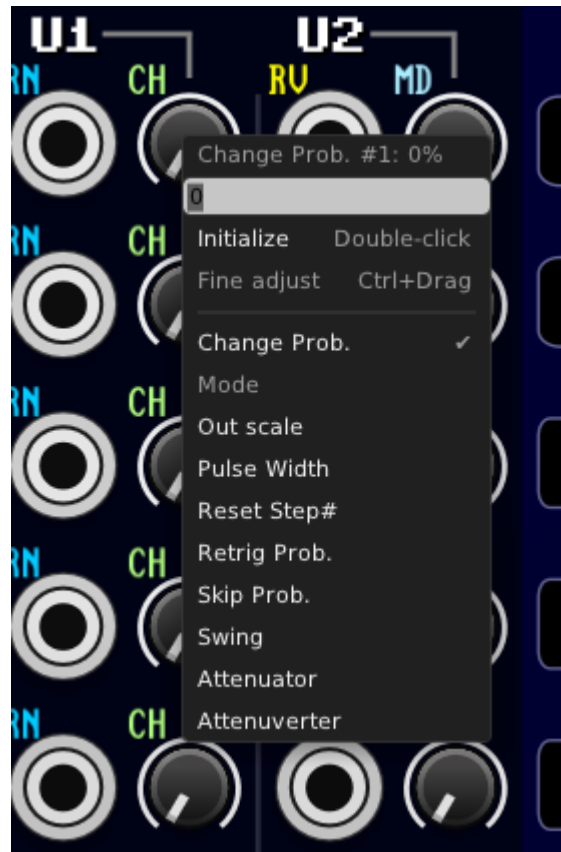 U1 U2
RN CH RV MD
Change Prob. #1: 0%
0
RN CH Initialize Double-click
Fine adjust Ctrl+Drag
Change Prob. ✔
RN CH Mode
Out scale
Pulse Width
Reset Step#
RN CH Retrig Prob.
Skip Prob.
Swing
Attenuator
RN CH Attenuverter